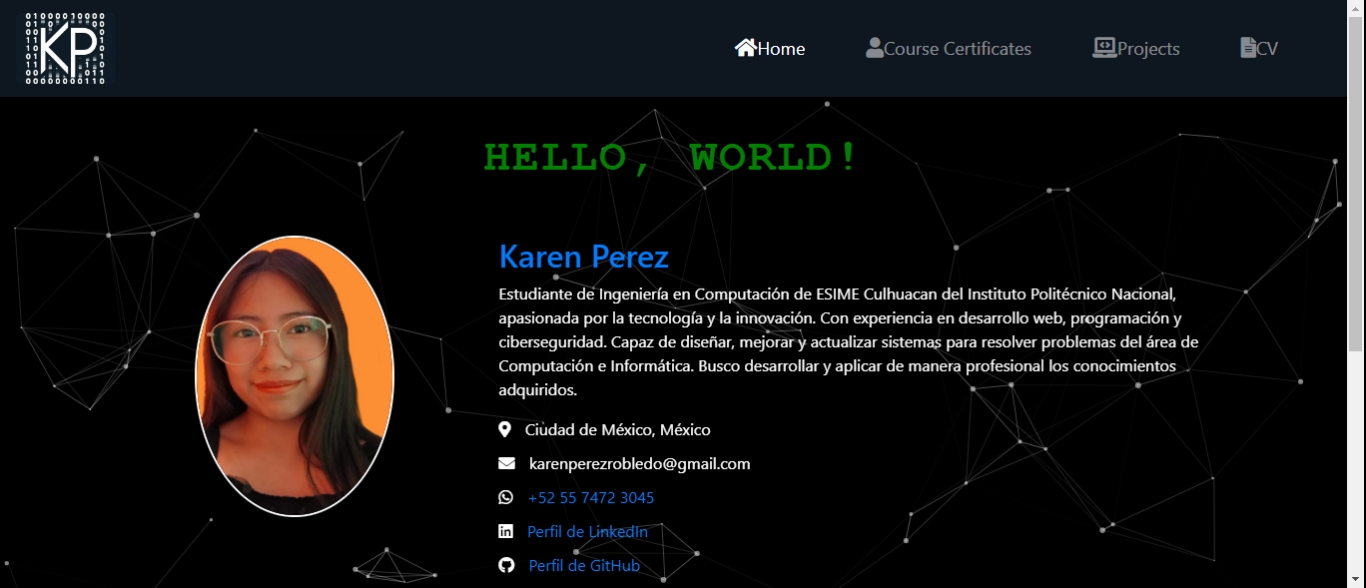 01000010000
KP
00000000110
Home
Course Certificates
Projects
CV
HELLO, WORLD!
Karen Perez
Estudiante de Ingeniería en Computación de ESIME Culhuacan del Instituto Politécnico Nacional,
apasionada por la tecnología y la innovación. Con experiencia en desarrollo web, programación y
ciberseguridad. Capaz de diseñar, mejorar y actualizar sistemas para resolver problemas del área de
Computación e Informática. Busco desarrollar y aplicar de manera profesional los conocimientos
adquiridos.
Ciudad de México, México
karenperezrobledo@gmail.com
+52 55 7472 3045
Perfil de LinkedIn
Perfil de GitHub